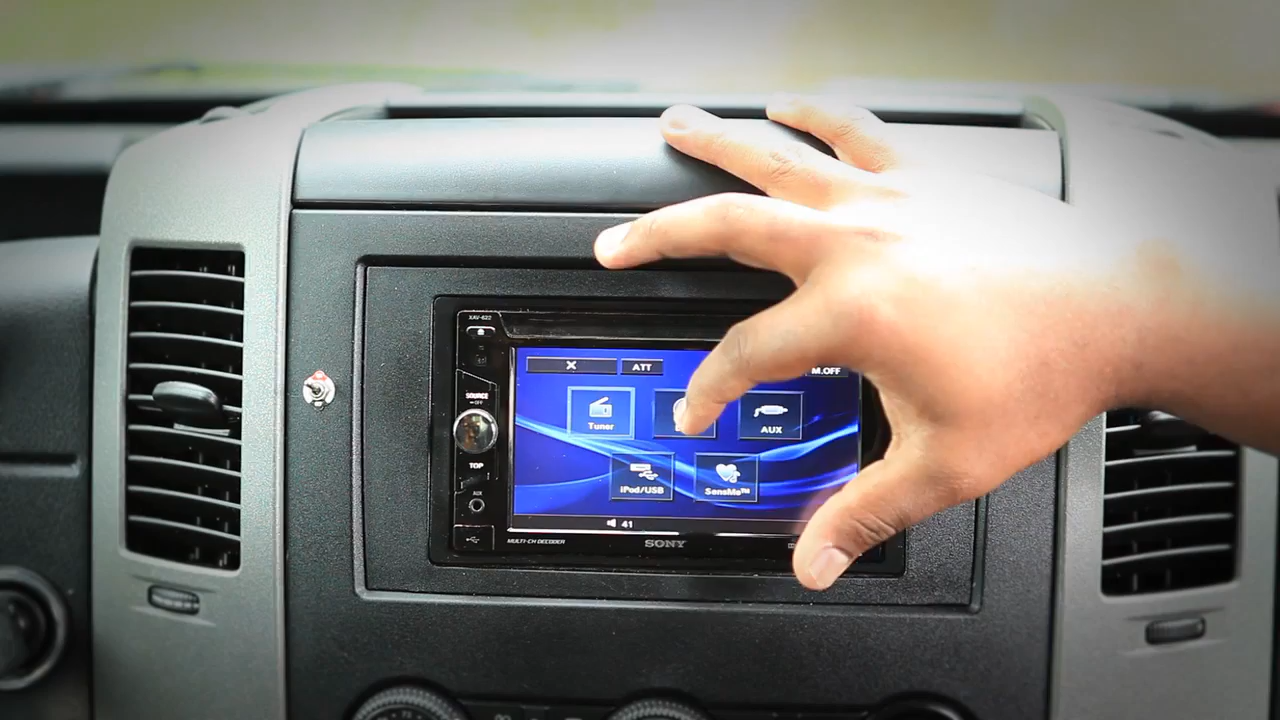 XAV-622
SOURCE
OFF
TOP
AUX
X
ATT
M.OFF
Tuner
AUX
iPod/USB
SensMe™
41
MULTI-CH DECODER
SONY